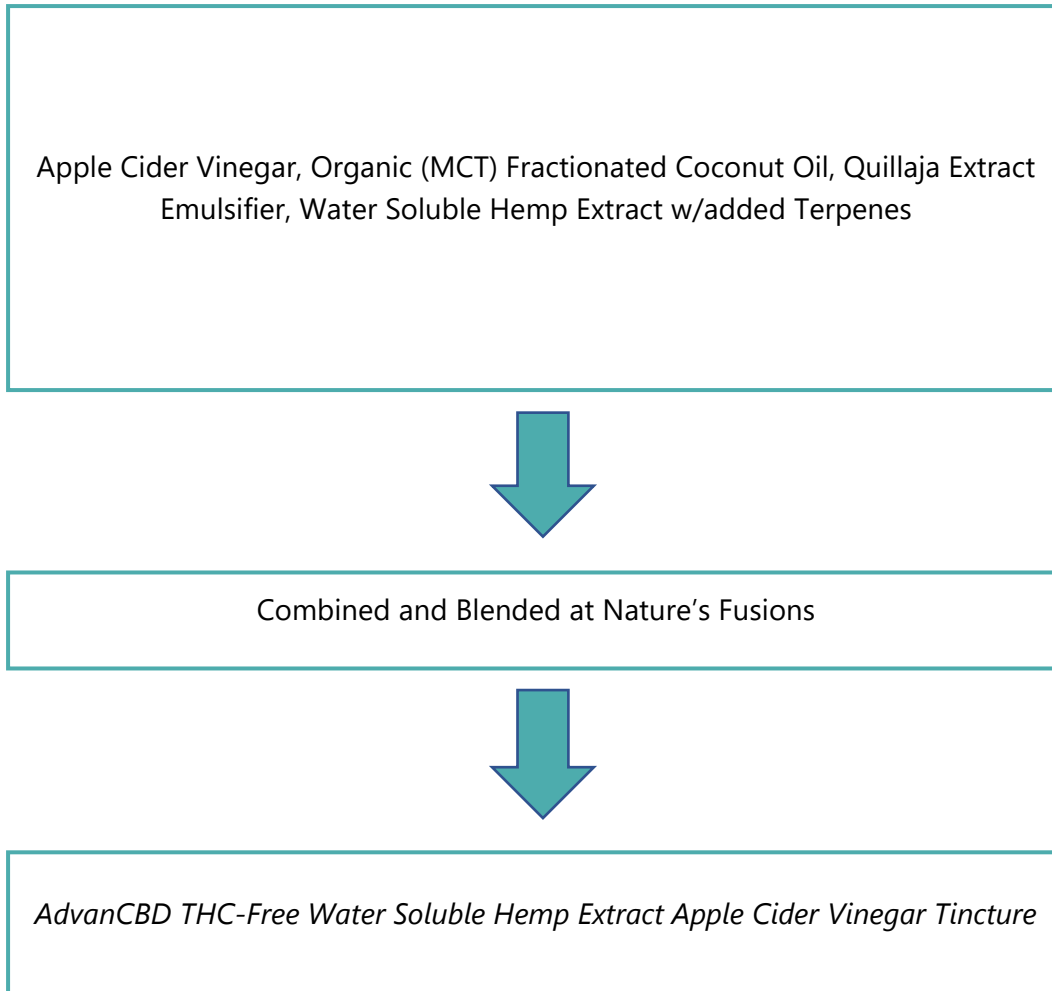 Apple Cider Vinegar, Organic (MCT) Fractionated Coconut Oil, Quillaja Extract
Emulsifier, Water Soluble Hemp Extract w/added Terpenes
Combined and Blended at Nature’s Fusions
AdvanCBD THC-Free Water Soluble Hemp Extract Apple Cider Vinegar Tincture